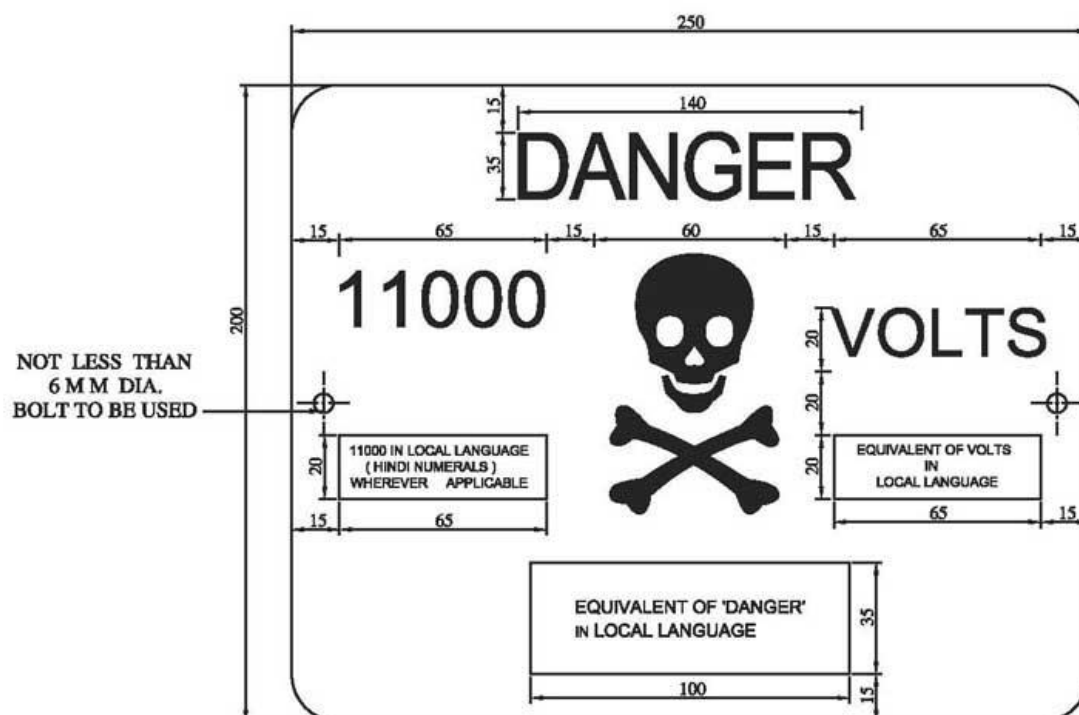 250
15
140
DANGER
35
15 65 15 60 15 65 15
11000
200
VOLTS
20
NOT LESS THAN
6 M M DIA.
BOLT TO BE USED
20
20
11000 IN LOCAL LANGUAGE
( HINDI NUMERALS )
WHEREVER APPLICABLE
20
EQUIVALENT OF VOLTS
IN
LOCAL LANGUAGE
15 65
65 15
EQUIVALENT OF 'DANGER'
IN LOCAL LANGUAGE
35
100
15